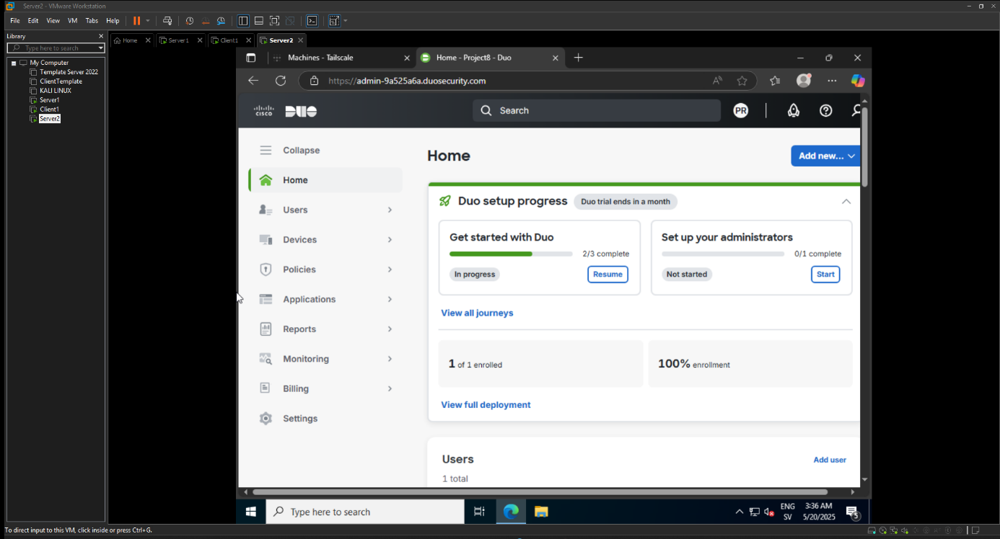 Server2 - VMware Workstation
File Edit View VM Tabs Help
Library
Type here to search
My Computer
Template Server 2022
ClientTemplate
KALI LINUX
Server1
Client1
Server2
Home Server1 Client1 Server2
Machines - Tailscale Home - Project8 - Duo
https://admin-9a525a6a.duosecurity.com
CISCO DUO Search PR
Collapse
Home
Users
Devices
Policies
Applications
Reports
Monitoring
Billing
Settings
Home Add new...
Duo setup progress Duo trial ends in a month
Get started with Duo
2/3 complete
In progress Resume
Set up your administrators
0/1 complete
Not started Start
View all journeys
1 of 1 enrolled 100% enrollment
View full deployment
Users Add user
1 total
Type here to search
ENG
SV
3:36 AM
5/20/2025
5
To direct input to this VM, click inside or press Ctrl+G.